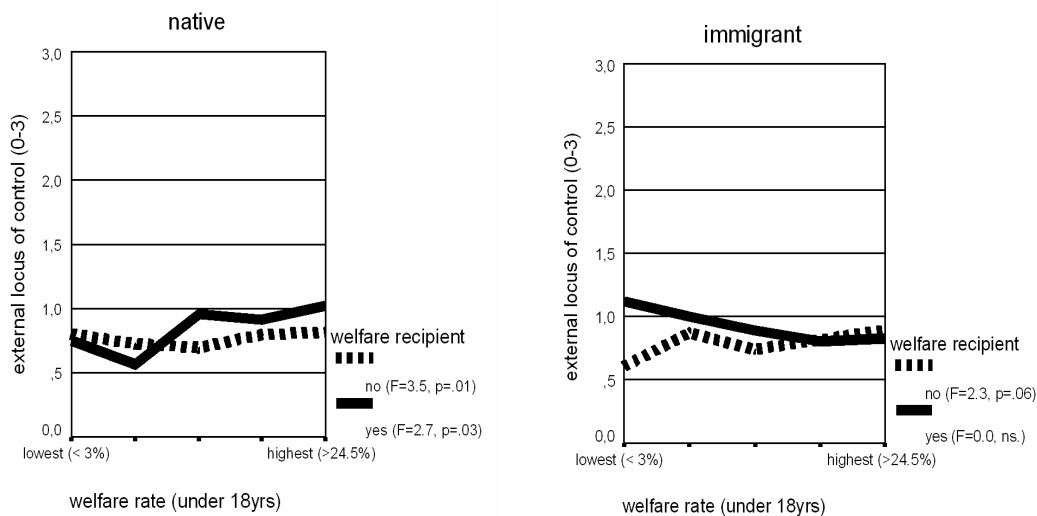 native
external locus of control (0-3)
3,0
2,5
2,0
1,5
1,0
,5
0,0
lowest (< 3%)
highest (>24.5%)
welfare rate (under 18yrs)
welfare recipient
no (F=3.5, p=.01)
yes (F=2.7, p=.03)
immigrant
external locus of control (0-3)
3,0
2,5
2,0
1,5
1,0
,5
0,0
lowest (< 3%)
highest (>24.5%)
welfare rate (under 18yrs)
welfare recipient
no (F=2.3, p=.06)
yes (F=0.0, ns.)